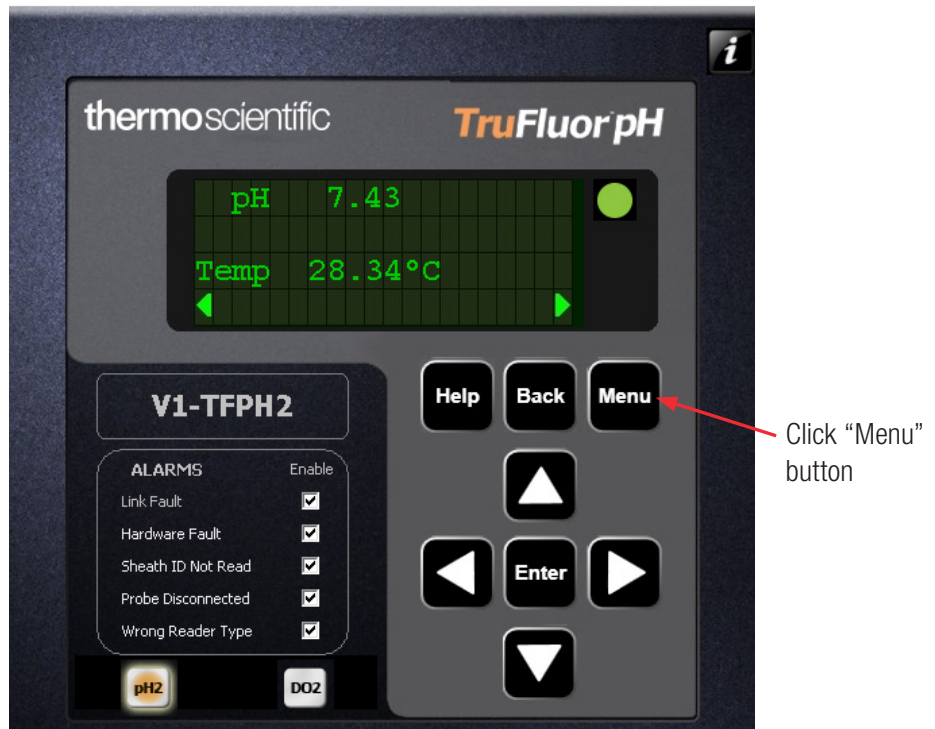 i
thermoscientific
TruFluor pH
pH 7.43
Temp 28.34°C
V1-TFPH2
Help
Back
Menu
Click “Menu”
button
ALARMS Enable
Link Fault
Hardware Fault
Sheath ID Not Read
Probe Disconnected
Wrong Reader Type
Enter
pH2
DO2